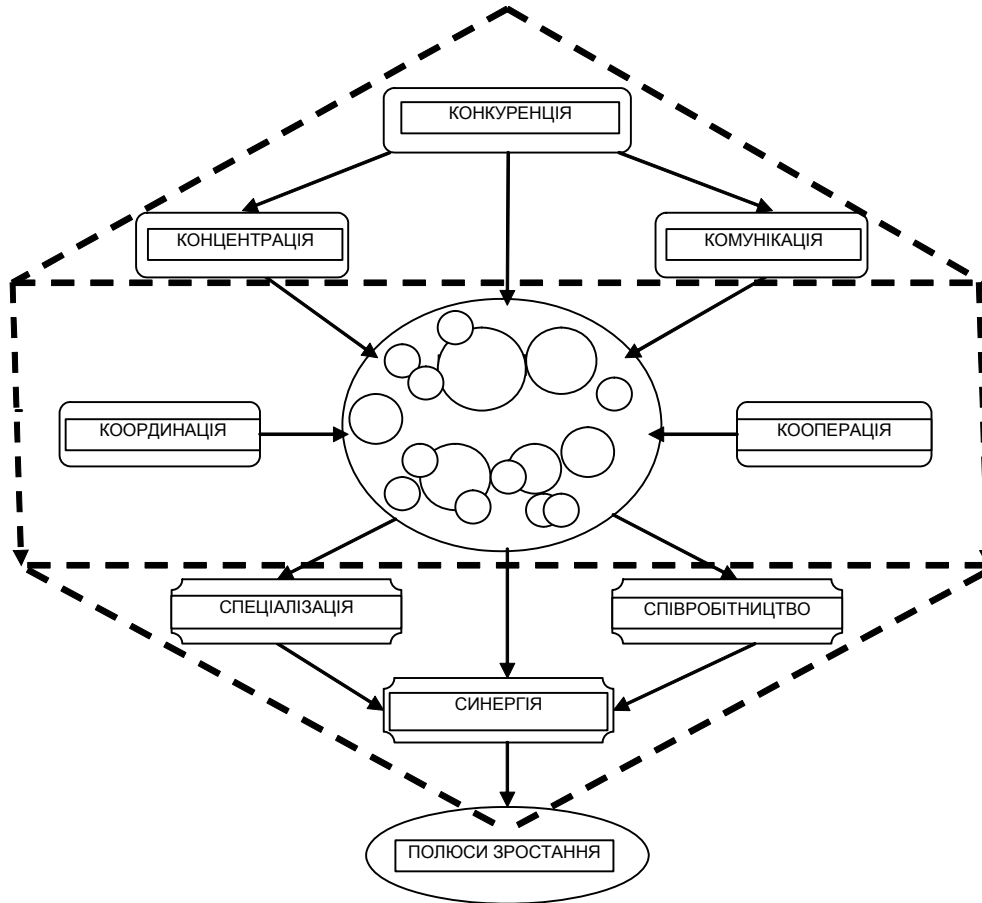 КОНКУРЕНЦІЯ
КОНЦЕНТРАЦІЯ
КОМУНІКАЦІЯ
КООРДИНАЦІЯ
КООПЕРАЦІЯ
СПЕЦІАЛІЗАЦІЯ
СПІВРОБІТНИЦТВО
СИНЕРГІЯ
ПОЛЮСИ ЗРОСТАННЯ